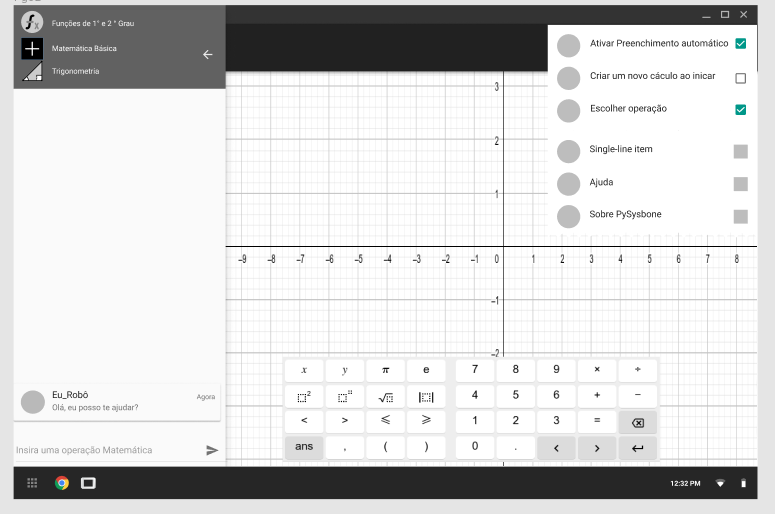 Funções de 1° e 2 ° Grau
Matemática Básica
Trigonometria
Ativar Preenchimento automático
Criar um novo cáculo ao inicar
Escolher operação
Single-line item
Ajuda
Sobre PySysbone
3
2
1
–9 –8 –7 –6 –5 –4 –3 –2 –1 0 1 2 3 4 5 6 7 8
–1
–2
x y π e 7 8 9 × ÷
2 √ 4 5 6 + −
< > ⩽ ⩾ 1 2 3 =
ans , ( ) 0 . < >
Eu_Robô
Agora
Olá, eu posso te ajudar?
Insira uma operação Matemática
12:32 PM